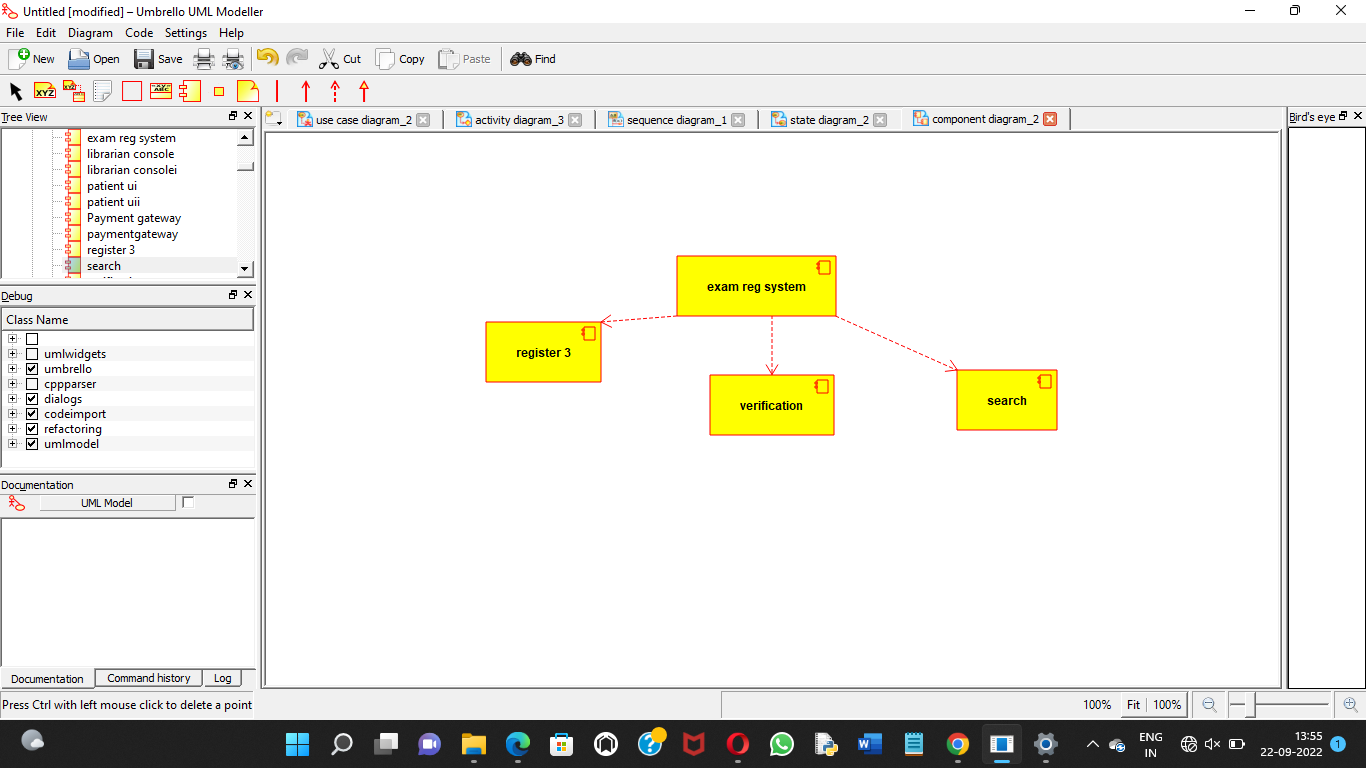 Untitled [modified] – Umbrello UML Modeller
File Edit Diagram Code Settings Help
New Open Save Cut Copy Paste Find
XYZ XYZ ABC
Tree View
exam reg system
librarian console
librarian consolei
patient ui
patient uii
Payment gateway
paymentgateway
register 3
search
Debug
Class Name
umlwidgets
umbrello
cppparser
dialogs
codeimport
refactoring
umlmodel
Documentation
UML Model
Documentation Command history Log
Press Ctrl with left mouse click to delete a point
use case diagram_2 activity diagram_3 sequence diagram_1 state diagram_2 component diagram_2
exam reg system
register 3
verification
search
Bird's eye
100% Fit 100%
ENG
IN
13:55
22-09-2022
1